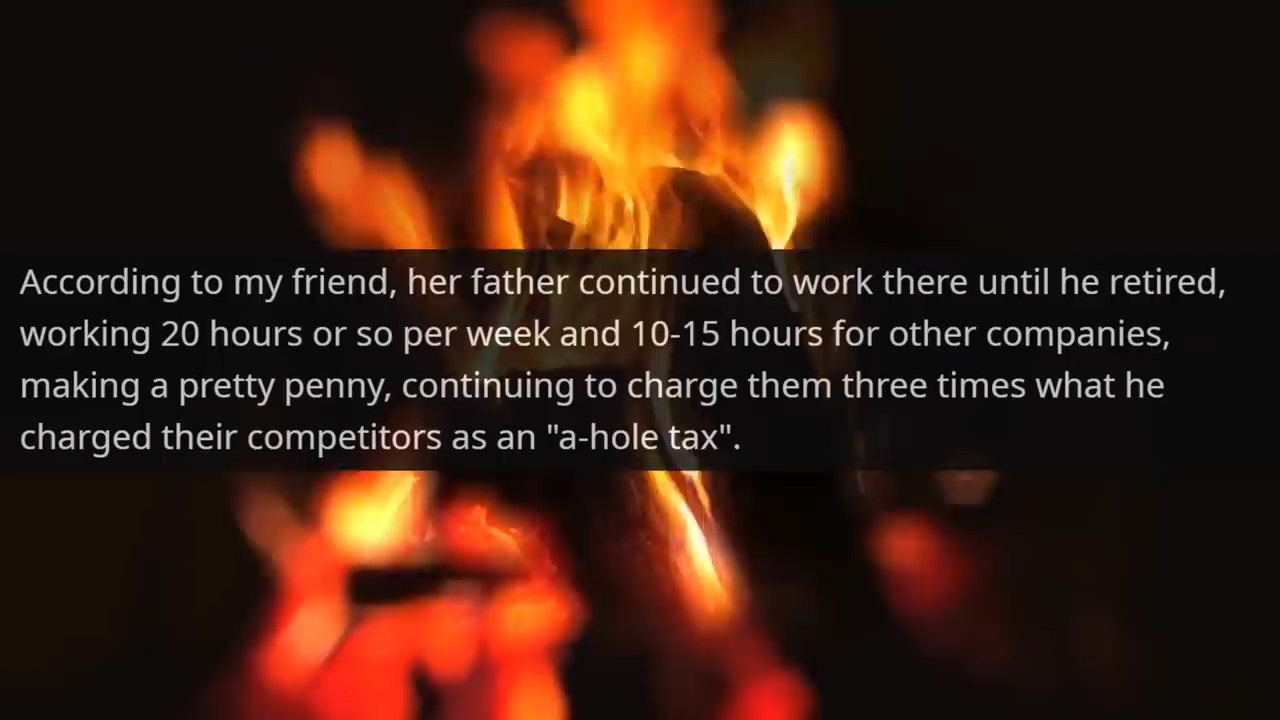 According to my friend, her father continued to work there until he retired,
working 20 hours or so per week and 10-15 hours for other companies,
making a pretty penny, continuing to charge them three times what he
charged their competitors as an "a-hole tax".